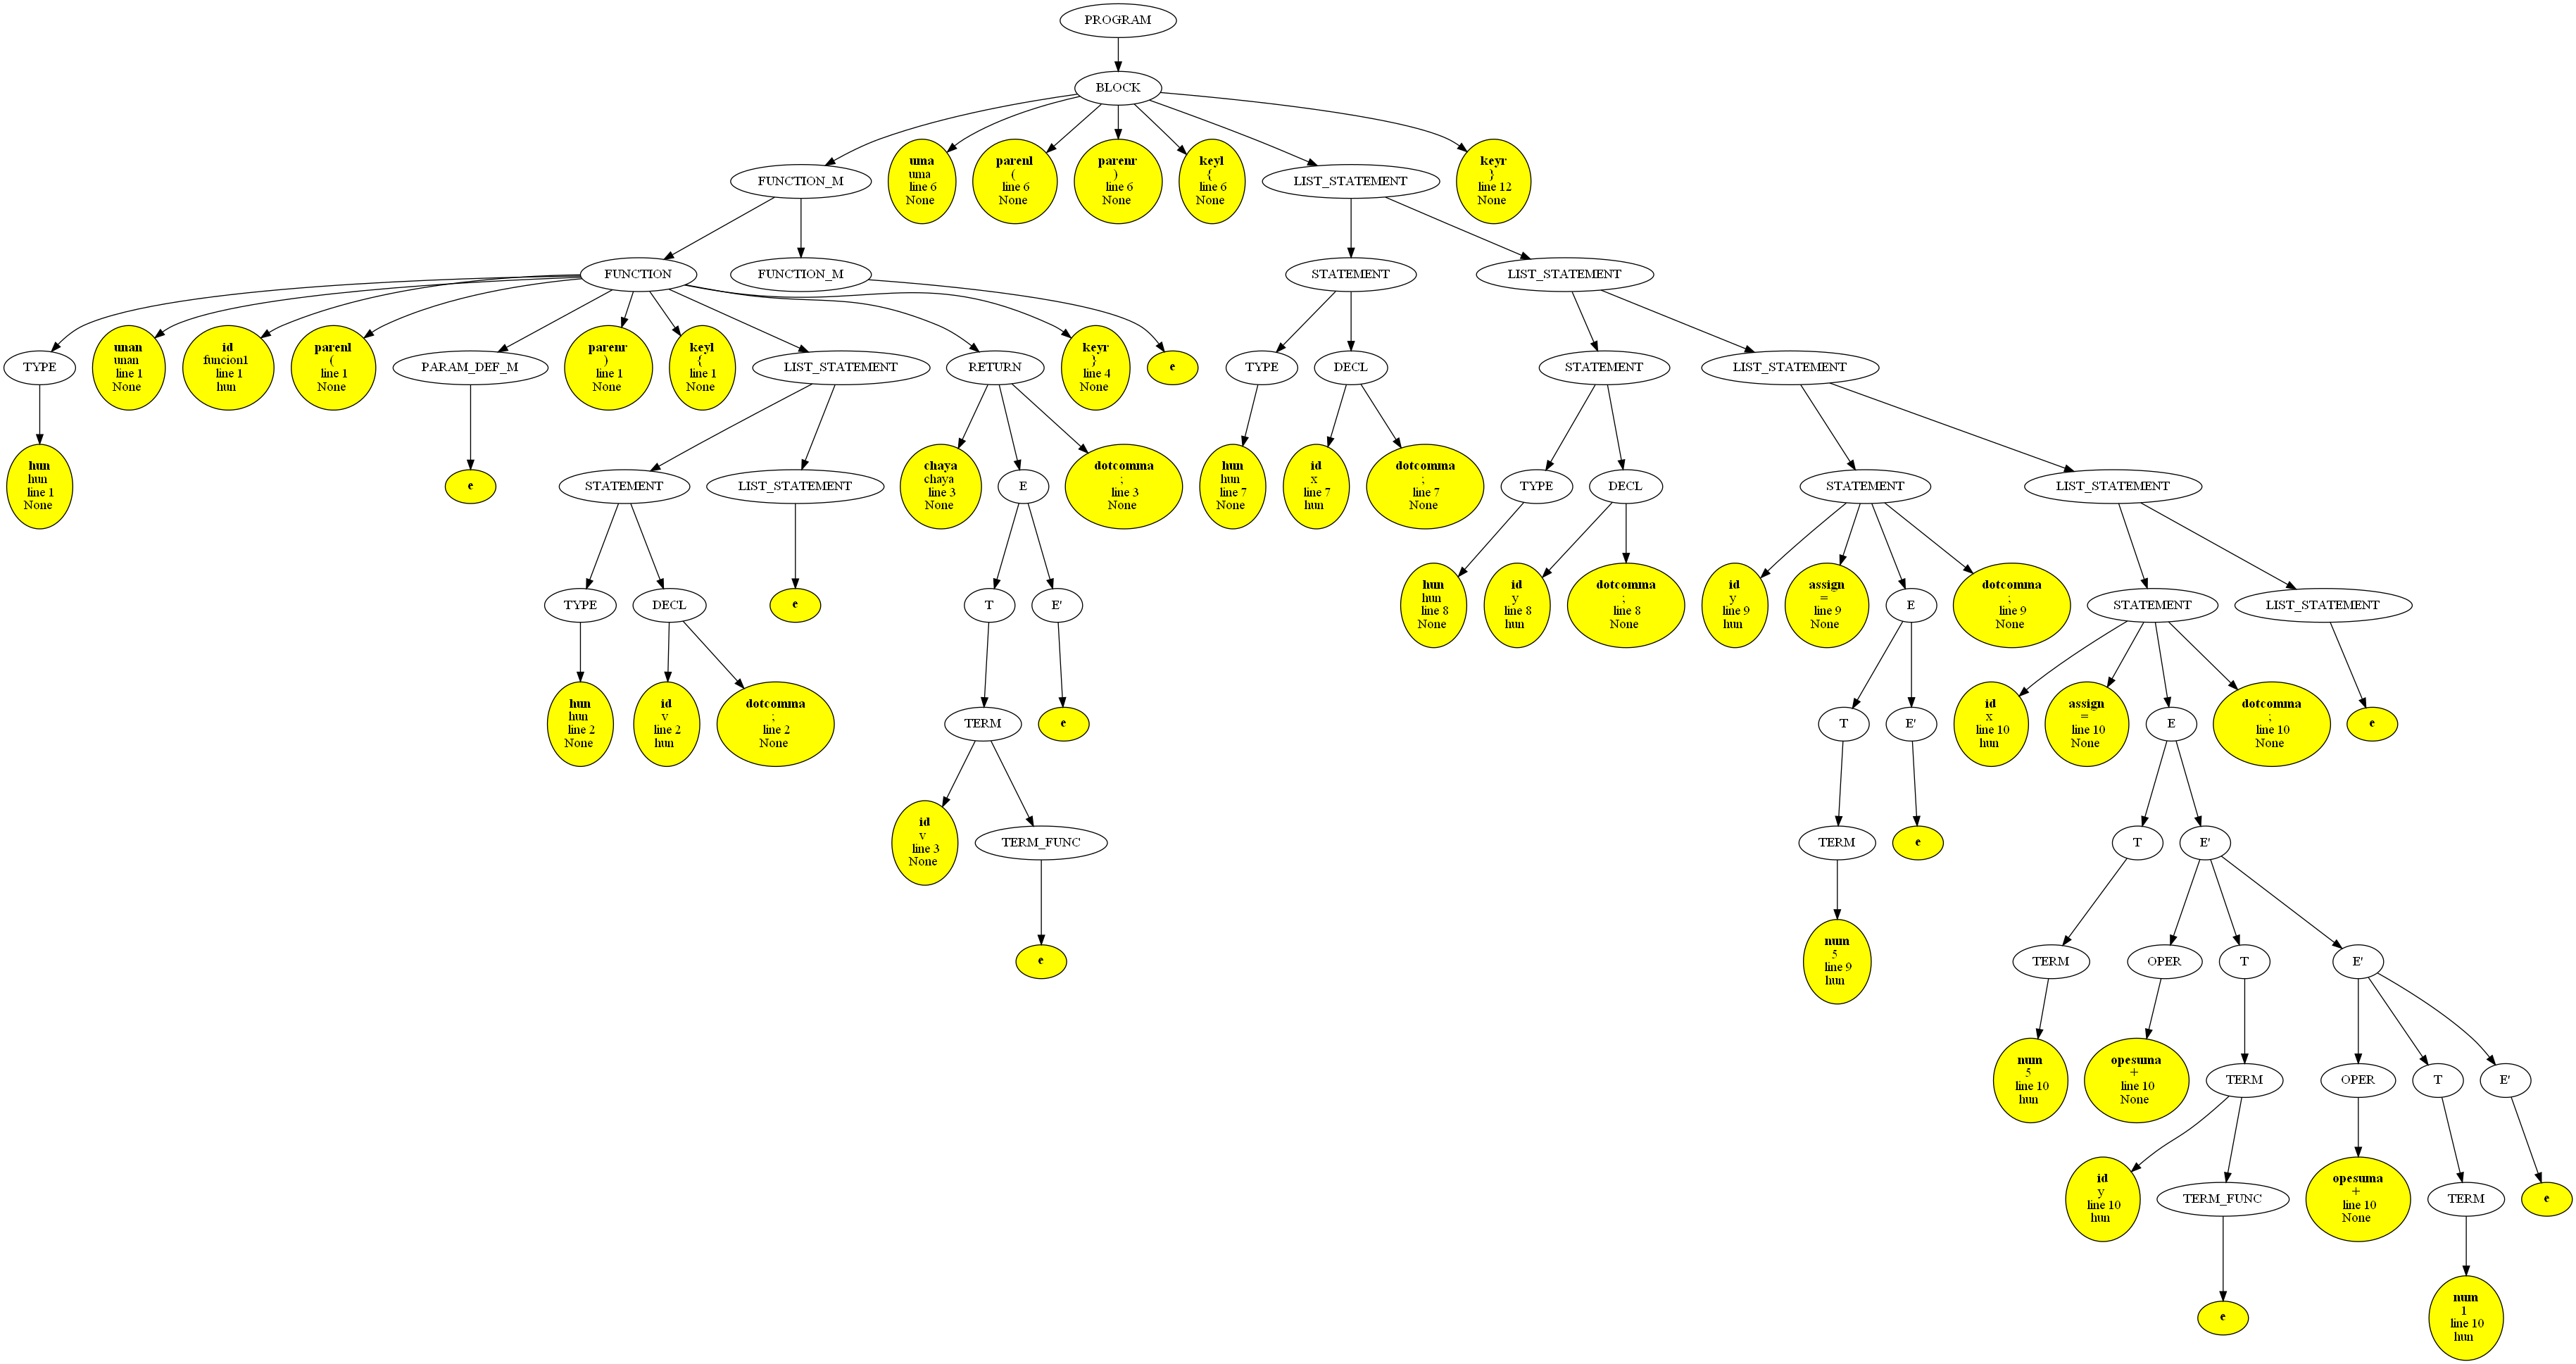 PROGRAM
BLOCK
FUNCTION_M
uma
uma
line 6
None
parenl
(
line 6
None
parenr
)
line 6
None
keyl
{
line 6
None
LIST_STATEMENT
keyr
}
line 12
None
FUNCTION
FUNCTION_M
STATEMENT
LIST_STATEMENT
TYPE
unan
unan
line 1
None
id
funcion1
line 1
hun
parenl
(
line 1
None
PARAM_DEF_M
parenr
)
line 1
None
keyl
{
line 1
None
LIST_STATEMENT
RETURN
keyr
}
line 4
None
e
TYPE
DECL
STATEMENT
LIST_STATEMENT
hun
hun
line 1
None
e
STATEMENT
LIST_STATEMENT
chaya
chaya
line 3
None
E
dotcomma
;
line 3
None
hun
hun
line 7
None
id
x
line 7
hun
dotcomma
;
line 7
None
TYPE
DECL
STATEMENT
LIST_STATEMENT
TYPE
DECL
e
T
E'
hun
hun
line 8
None
id
y
line 8
hun
dotcomma
;
line 8
None
id
y
line 9
hun
assign
=
line 9
None
E
dotcomma
;
line 9
None
STATEMENT
LIST_STATEMENT
hun
hun
line 2
None
id
v
line 2
hun
dotcomma
;
line 2
None
TERM
e
T
E'
id
x
line 10
hun
assign
=
line 10
None
E
dotcomma
;
line 10
None
e
id
v
line 3
None
TERM_FUNC
TERM
e
T
E'
e
num
5
line 9
hun
TERM
OPER
T
E'
num
5
line 10
hun
opesuma
+
line 10
None
TERM
OPER
T
E'
id
y
line 10
hun
TERM_FUNC
opesuma
+
line 10
None
TERM
e
e
num
1
line 10
hun